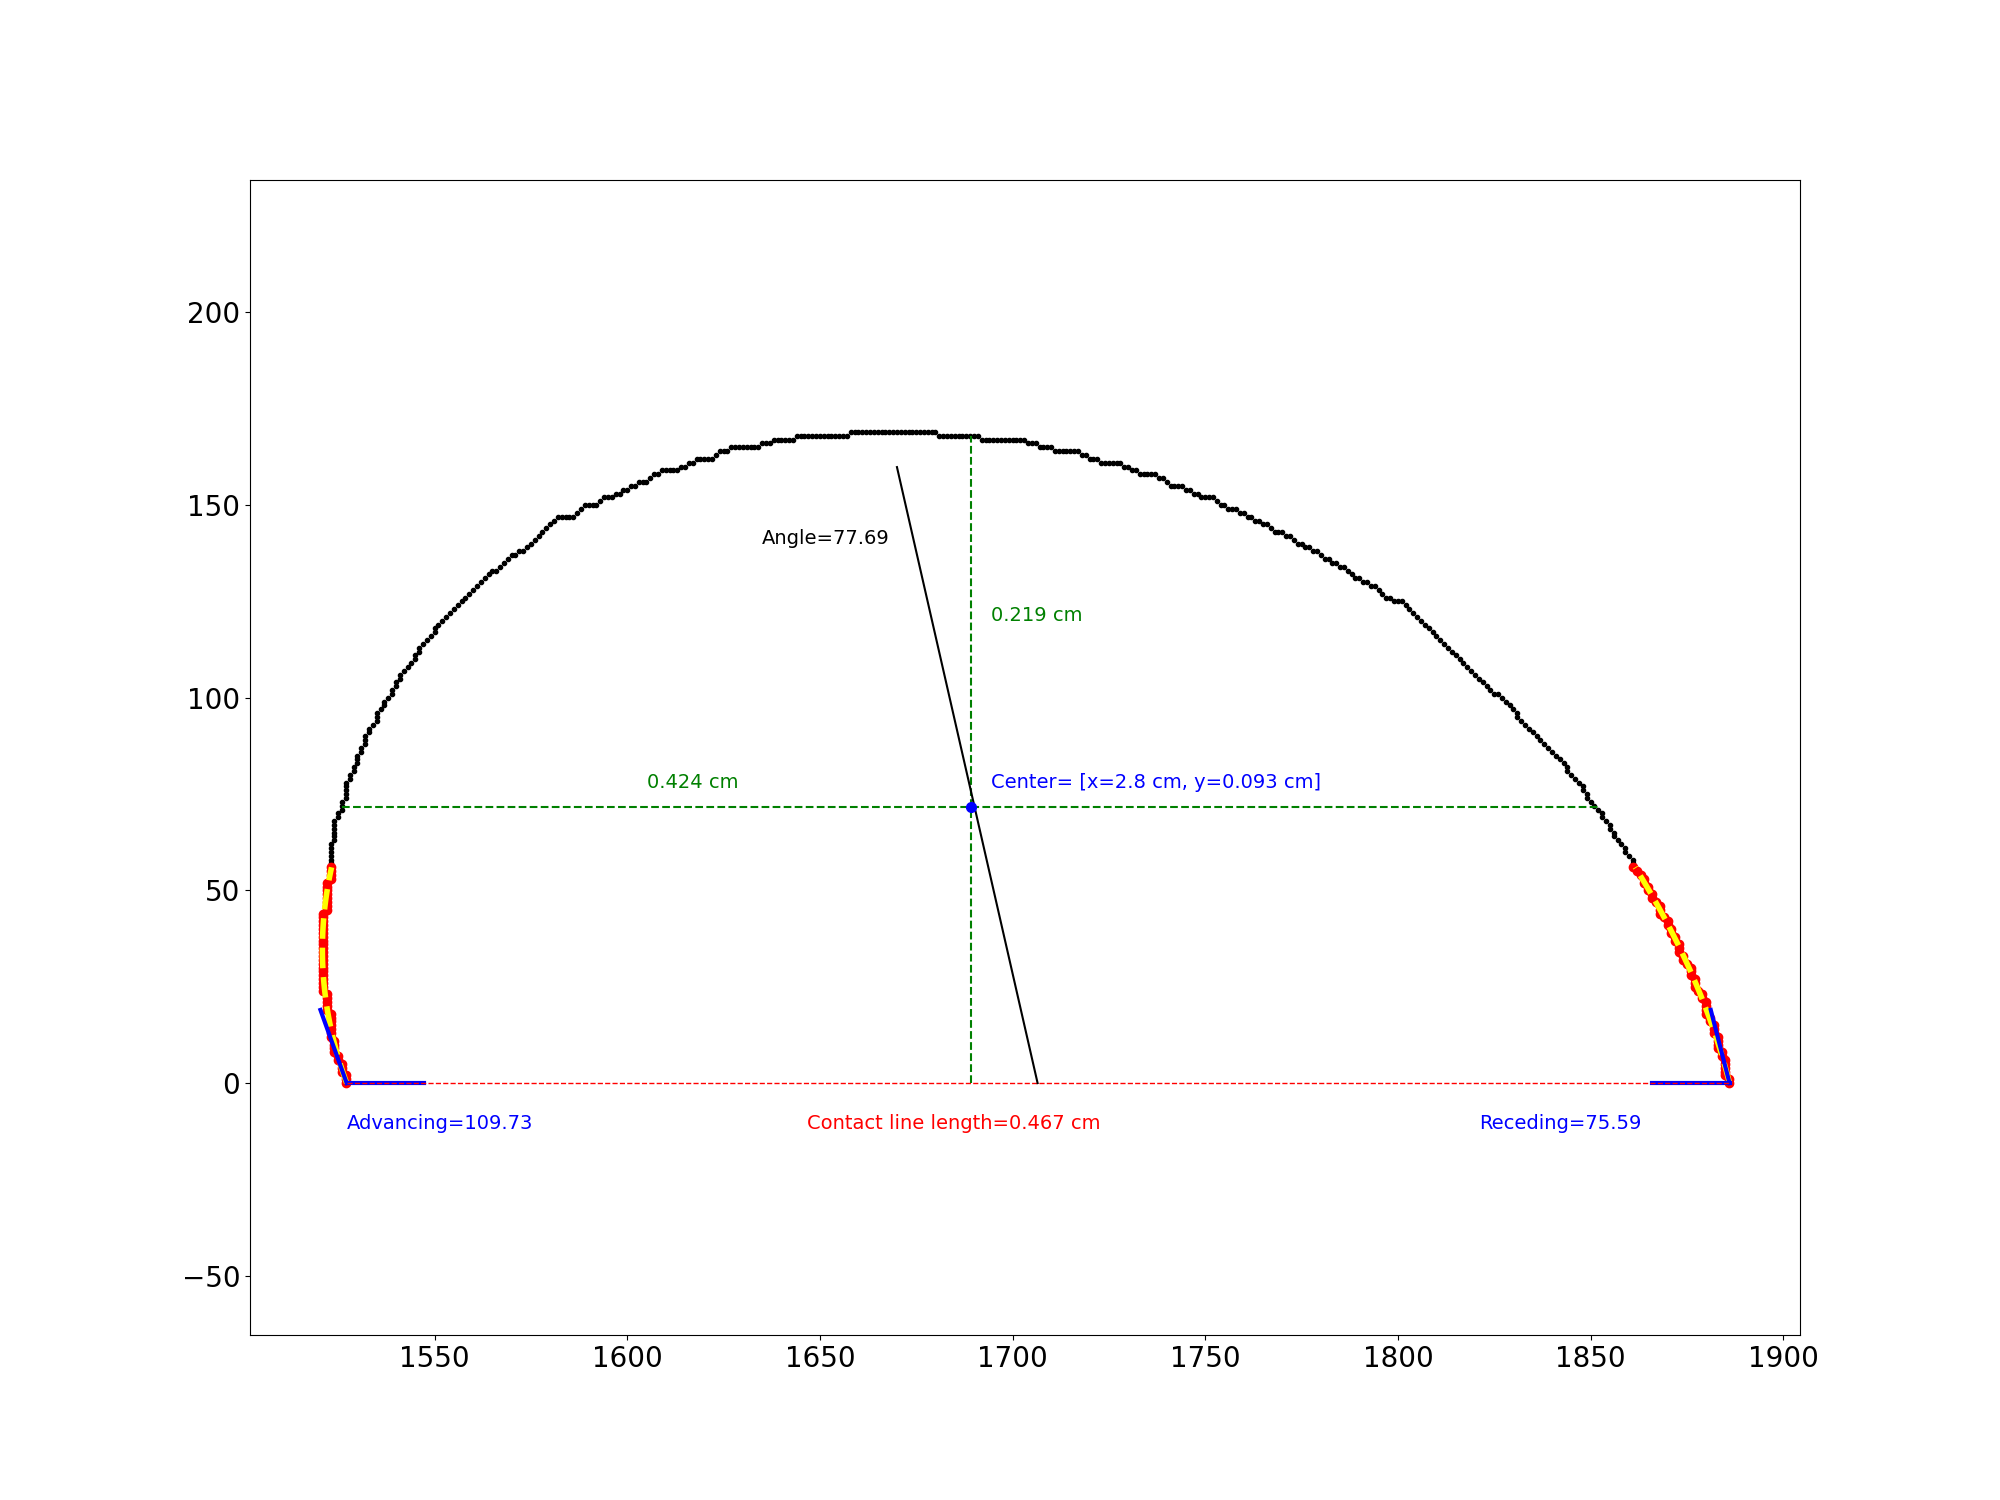 200
150
Angle=77.69
0.219 cm
100
0.424 cm
Center= [x=2.8 cm, y=0.093 cm]
50
0
Advancing=109.73
Contact line length=0.467 cm
Receding=75.59
−50
1550
1600
1650
1700
1750
1800
1850
1900